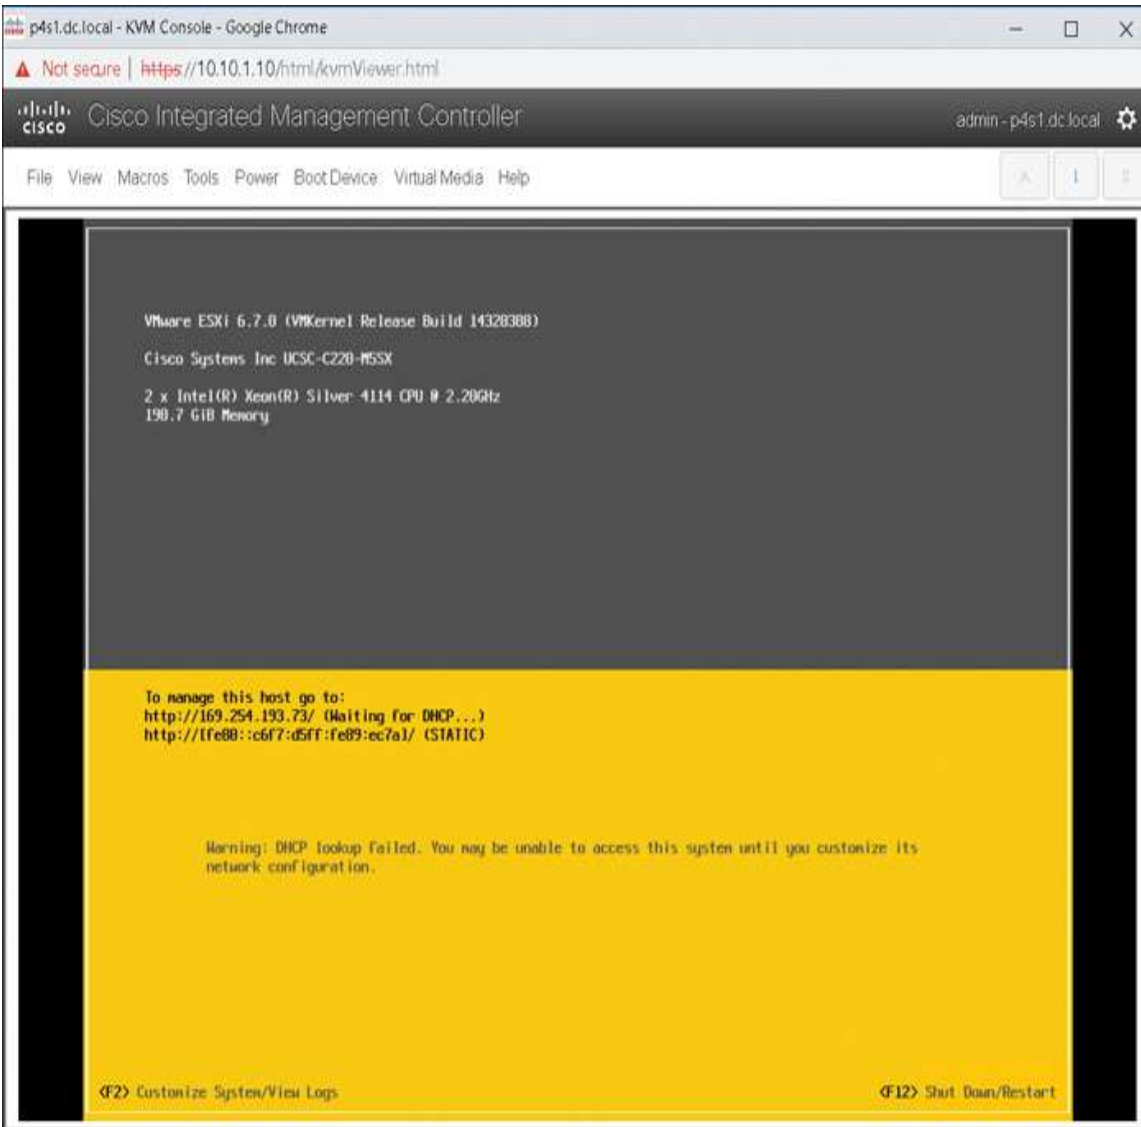 p4s1.dc.local - KVM Console - Google Chrome
Not secure | https://10.10.1.10/html/kvmViewer.html
CISCO
Cisco Integrated Management Controller
admin - p4s1.dc.local
File View Macros Tools Power Boot Device Virtual Media Help
VMware ESXi 6.7.0 (VMKernel Release Build 14320388)
Cisco Systems Inc UCSC-C220-M5SX
2 x Intel(R) Xeon(R) Silver 4114 CPU @ 2.20GHz
190.7 GiB Memory
To manage this host go to:
http://169.254.193.73/ (Waiting for DHCP...)
http://[fe80::c6f7:d5ff:fe89:ec7a]/ (STATIC)
Warning: DHCP lookup failed. You may be unable to access this system until you customize its
network configuration.
<F2> Customize System/View Logs
<F12> Shut Down/Restart